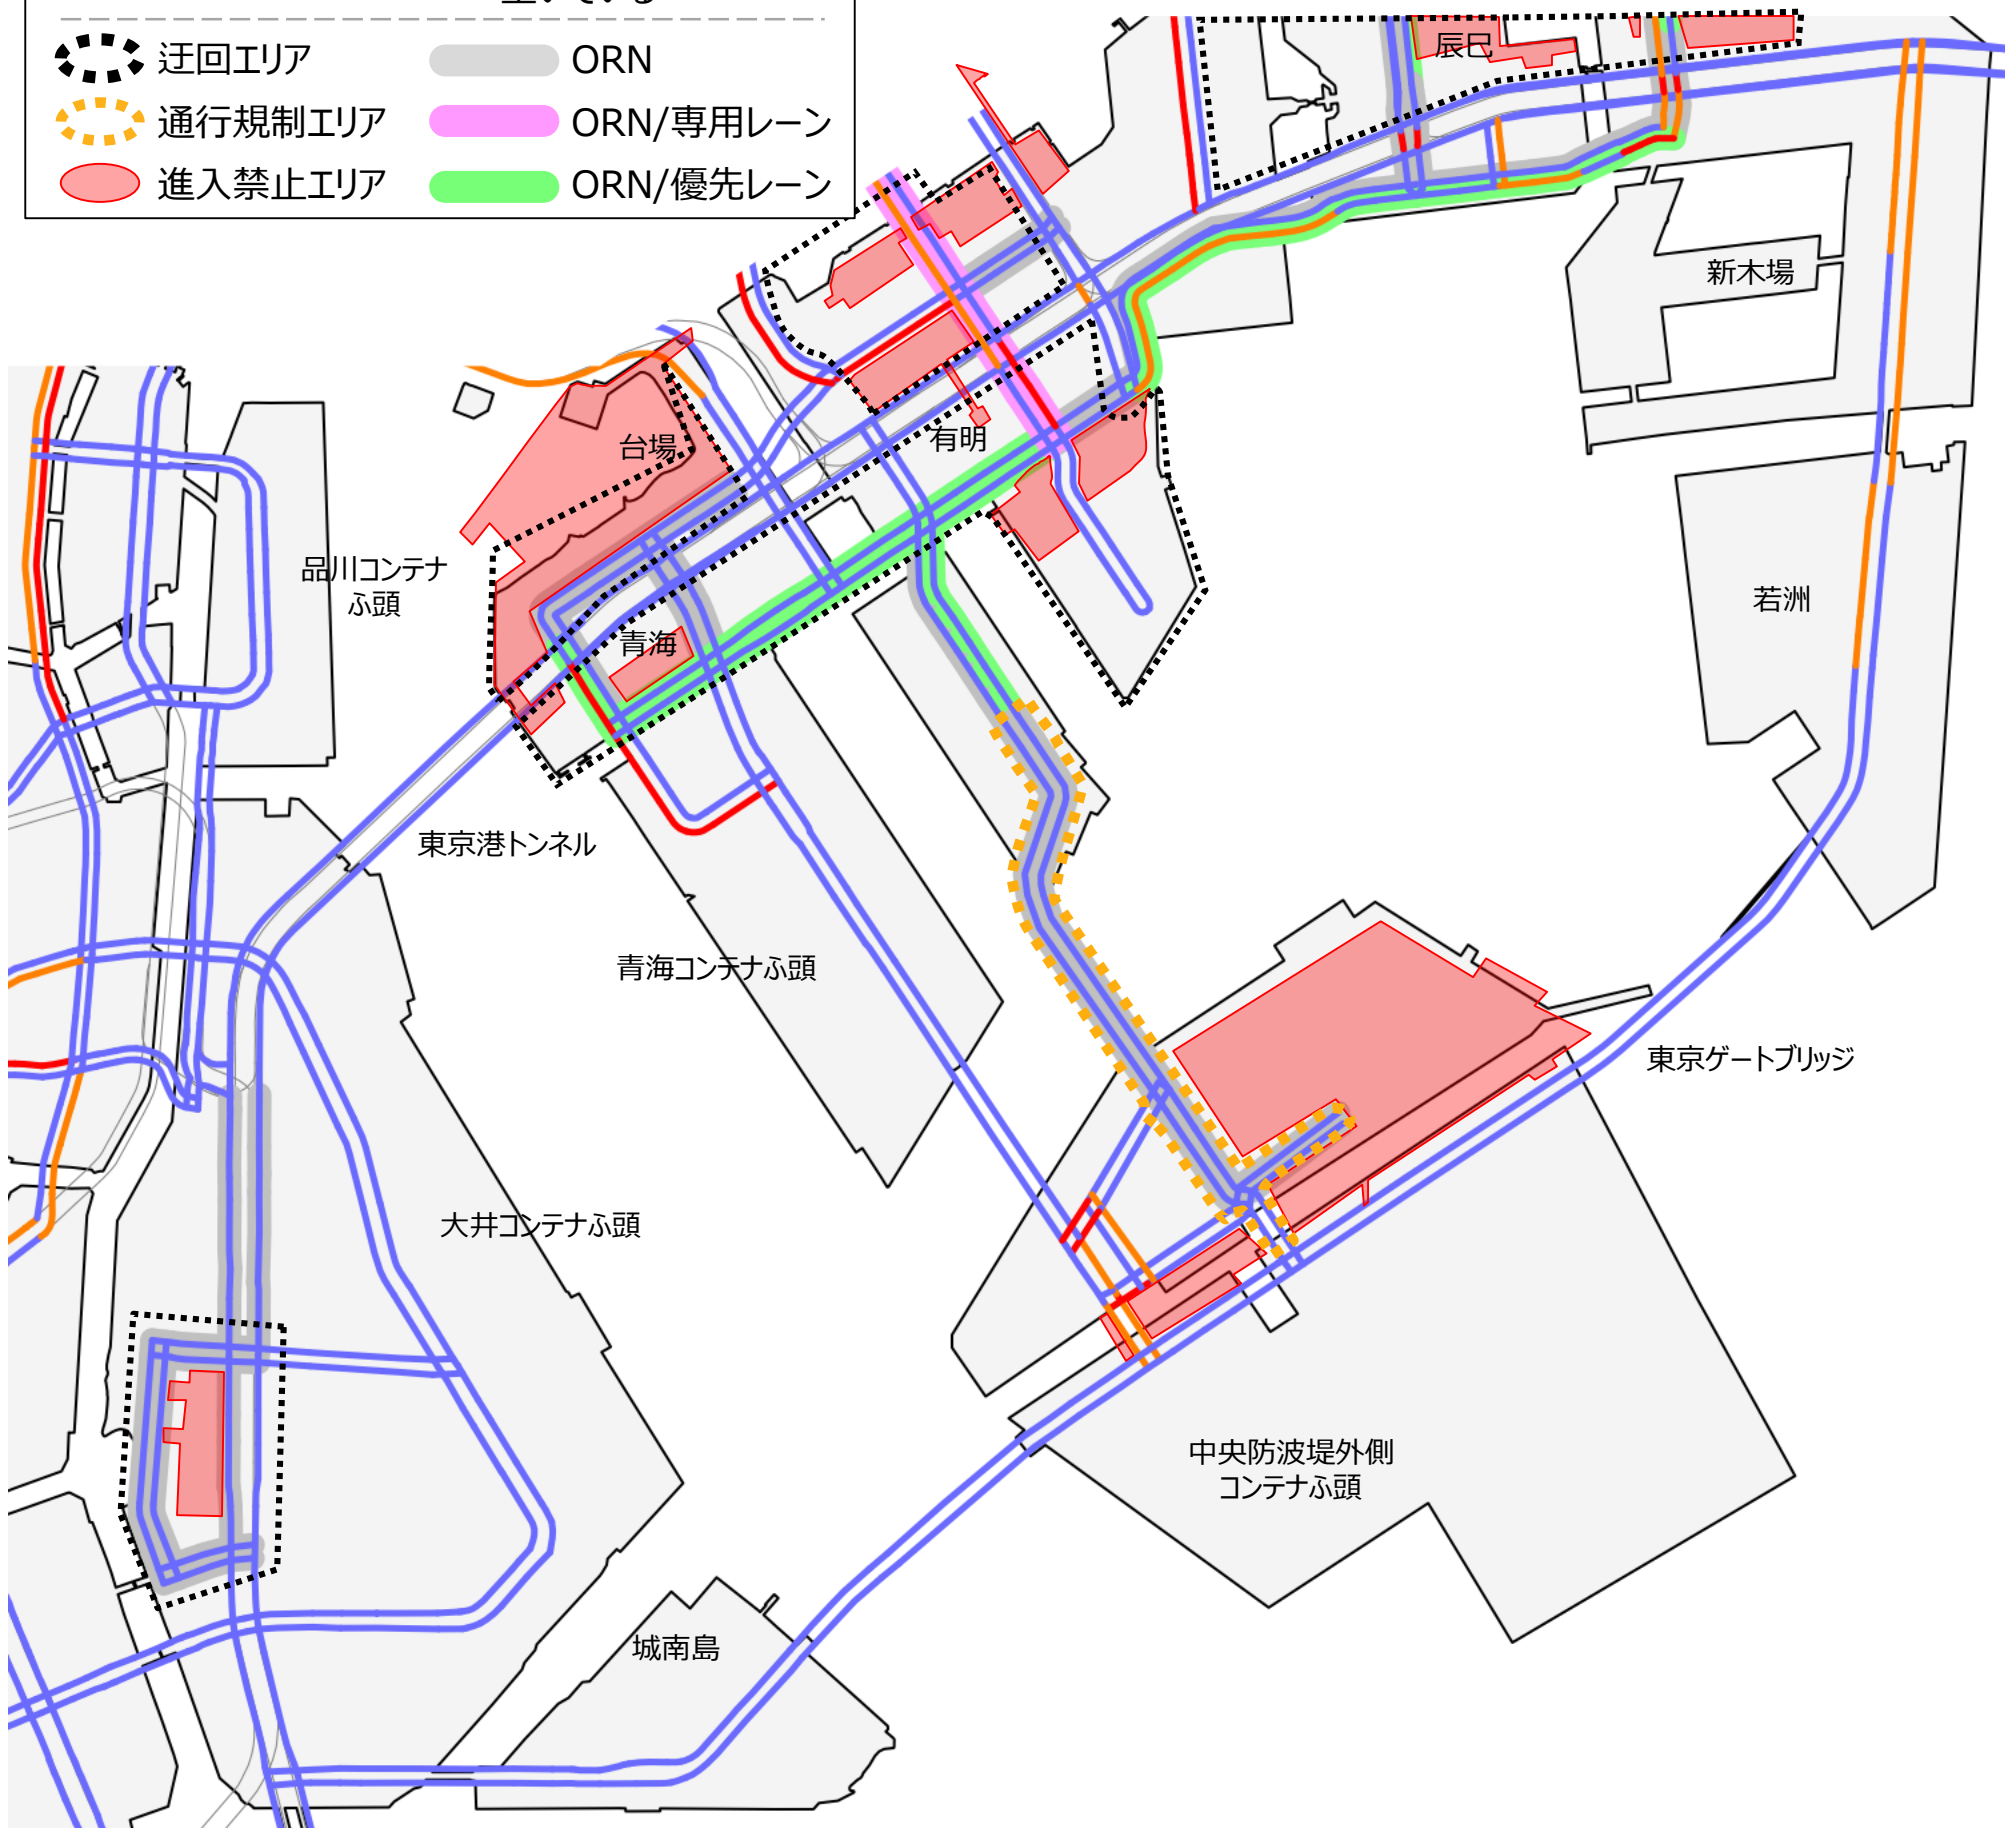 空いている
迂回エリア
ORN
通行規制エリア
ORN/専用レーン
進入禁止エリア
ORN/優先レーン
辰巳
新木場
有明
台場
品川コンテナ
ふ頭
青海
若洲
東京港トンネル
青海コンテナふ頭
東京ゲートブリッジ
大井コンテナふ頭
中央防波堤外側
コンテナふ頭
城南島